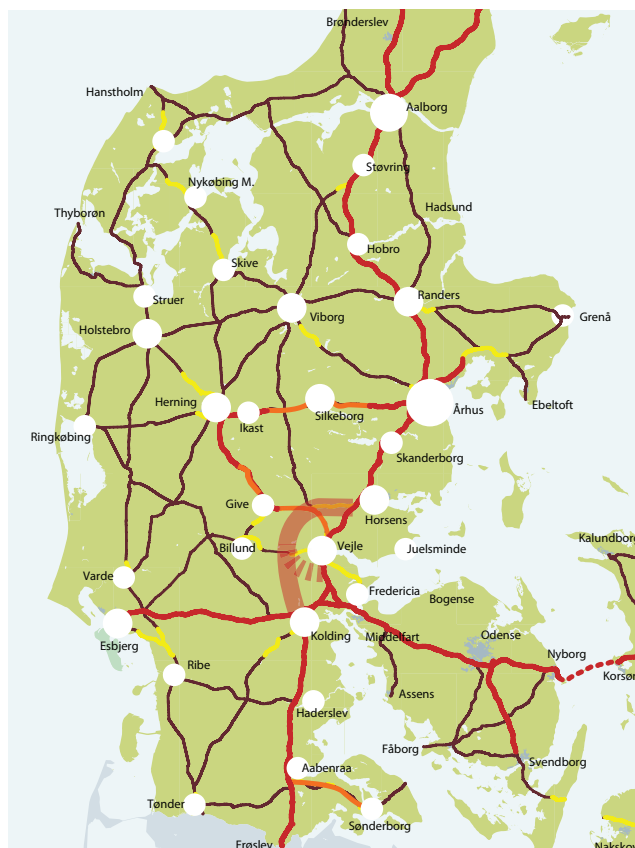 Brønderslev
Hanstholm
Aalborg
Støvring
Nykøbing M.
Thyborøn
Hadsund
Hobro
Skive
Struer
Randers
Viborg
Grenå
Holstebro
Herning
Ikast
Silkeborg
Århus
Ebeltoft
Ringkøbing
Skanderborg
Give
Horsens
Billund
Vejle
Juelsminde
Kalundborg
Varde
Fredericia
Bogense
Esbjerg
Kolding
Middelfart
Odense
Nyborg
Ribe
Korsør
Assens
Haderslev
Fåborg
Svendborg
Aabenraa
Tønder
Sønderborg
Frøslev
Nakskov